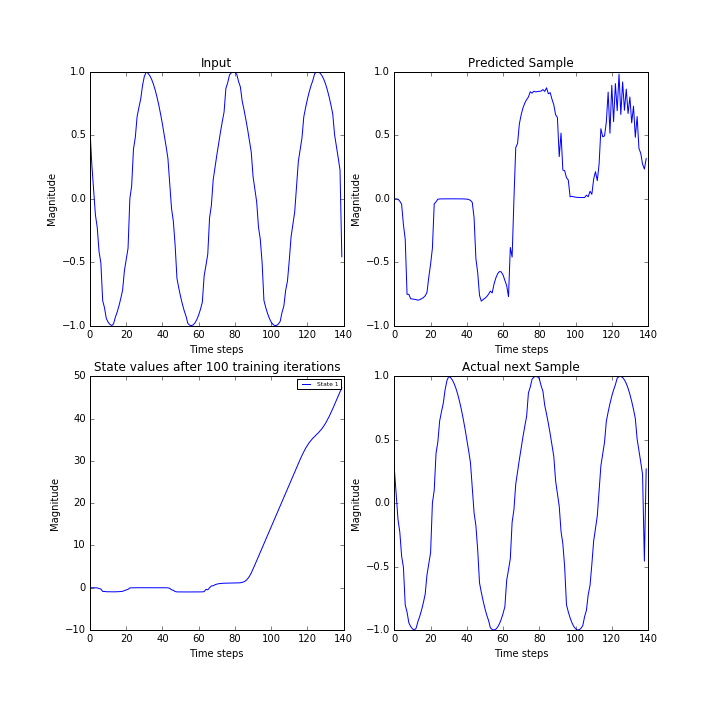 Input
1.0
0.5
0.0
−0.5
−1.0
Magnitude
0 20 40 60 80 100 120 140
Time steps
Predicted Sample
1.0
0.5
0.0
−0.5
−1.0
Magnitude
0 20 40 60 80 100 120 140
Time steps
State values after 100 training iterations
50
40
30
20
10
0
−10
Magnitude
State 1
0 20 40 60 80 100 120 140
Time steps
Actual next Sample
1.0
0.5
0.0
−0.5
−1.0
Magnitude
0 20 40 60 80 100 120 140
Time steps